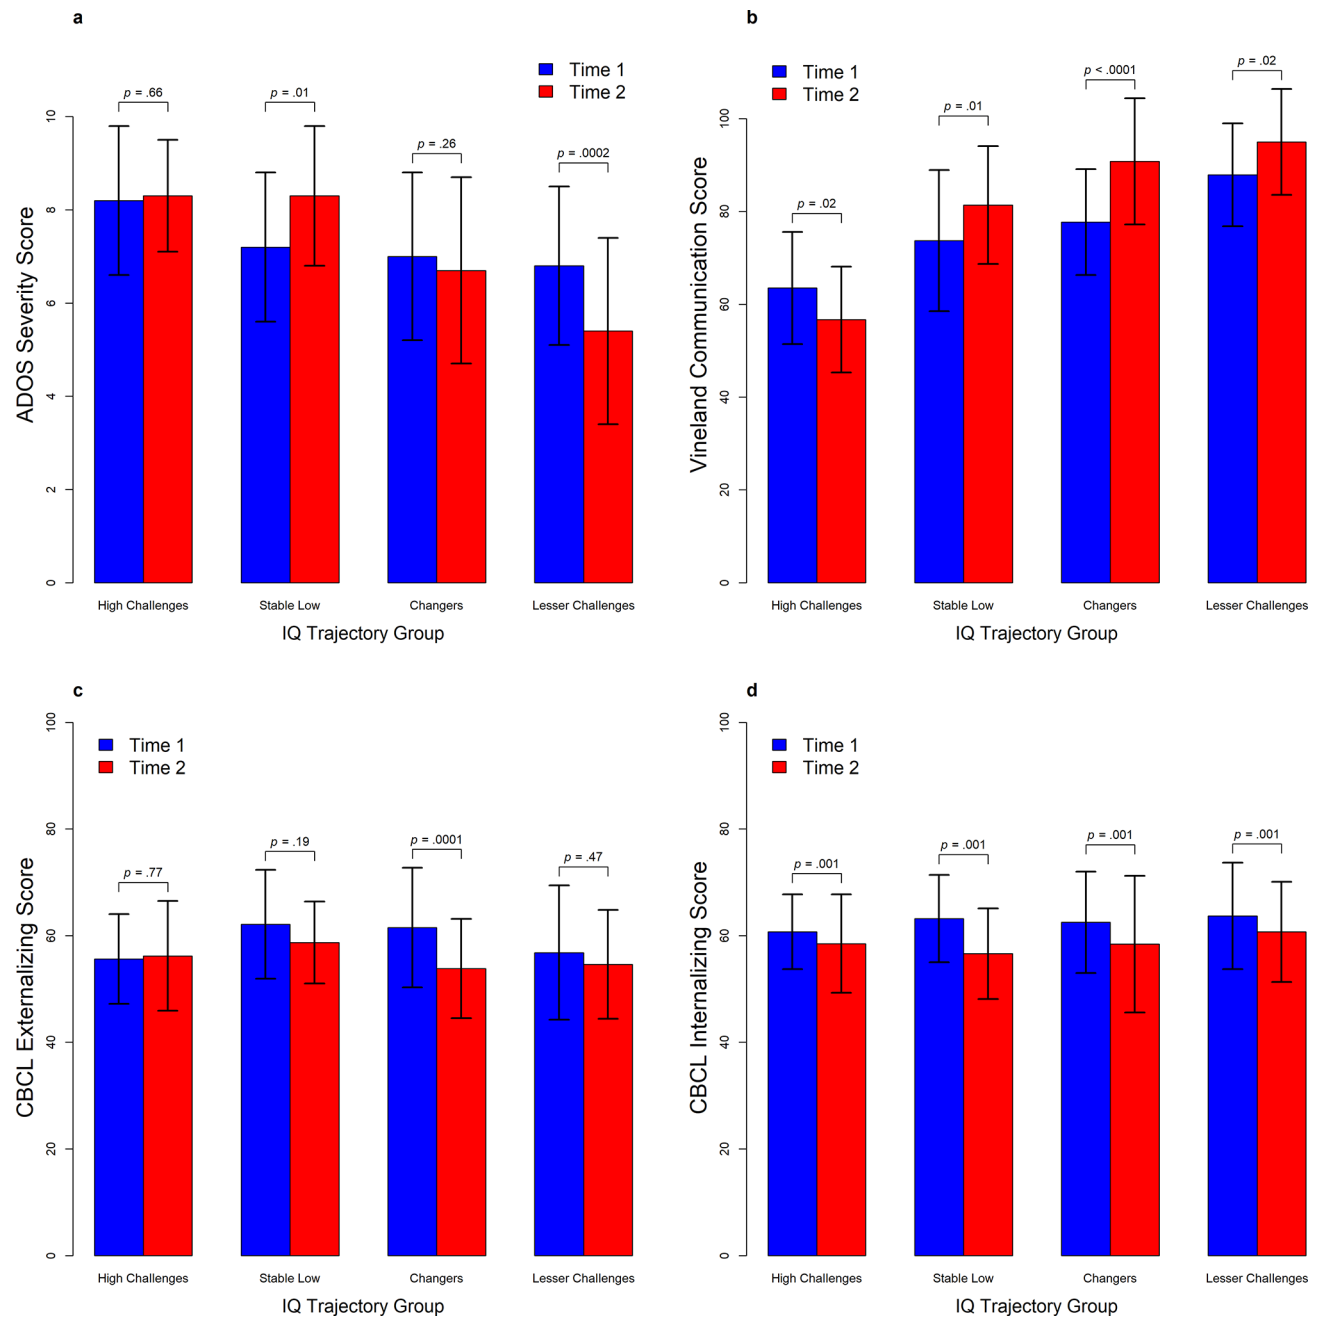 a
Time 1
Time 2
p = .66
p = .01
p = .26
p = .0002
ADOS Severity Score
10
8
6
4
2
0
High Challenges
Stable Low
Changers
Lesser Challenges
IQ Trajectory Group
b
Time 1
Time 2
p = .02
p = .01
p < .0001
p = .02
Vineland Communication Score
100
80
60
40
20
0
High Challenges
Stable Low
Changers
Lesser Challenges
IQ Trajectory Group
c
Time 1
Time 2
p = .77
p = .19
p = .0001
p = .47
CBCL Externalizing Score
100
80
60
40
20
0
High Challenges
Stable Low
Changers
Lesser Challenges
IQ Trajectory Group
d
Time 1
Time 2
p = .001
p = .001
p = .001
p = .001
CBCL Internalizing Score
100
80
60
40
20
0
High Challenges
Stable Low
Changers
Lesser Challenges
IQ Trajectory Group